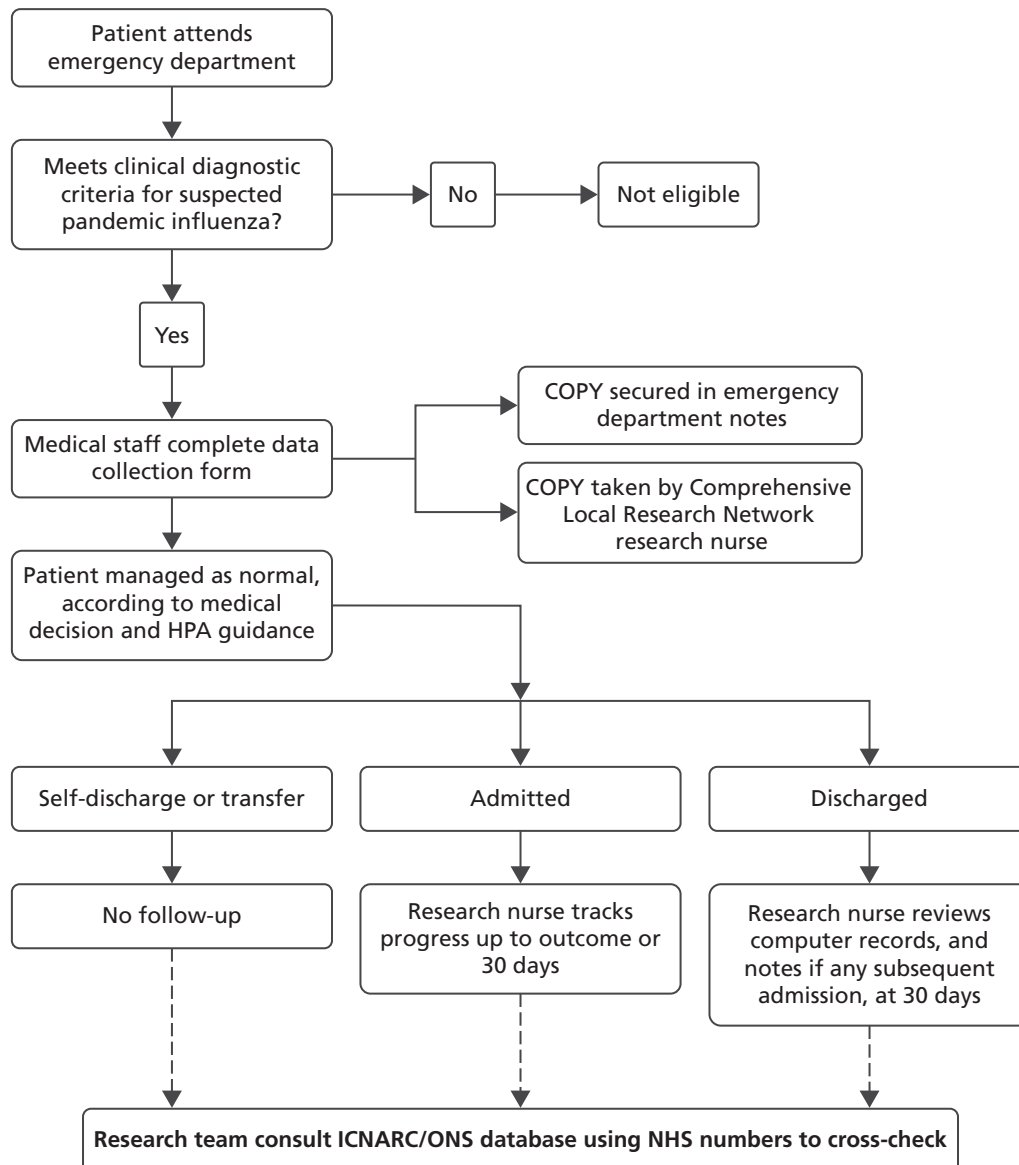 Patient attends
emergency department
Meets clinical diagnostic
criteria for suspected
pandemic influenza?
No
Not eligible
Yes
Medical staff complete data
collection form
COPY secured in emergency
department notes
COPY taken by Comprehensive
Local Research Network
research nurse
Patient managed as normal,
according to medical
decision and HPA guidance
Self-discharge or transfer
Admitted
Discharged
No follow-up
Research nurse tracks
progress up to outcome or
30 days
Research nurse reviews
computer records, and
notes if any subsequent
admission, at 30 days
Research team consult ICNARC/ONS database using NHS numbers to cross-check